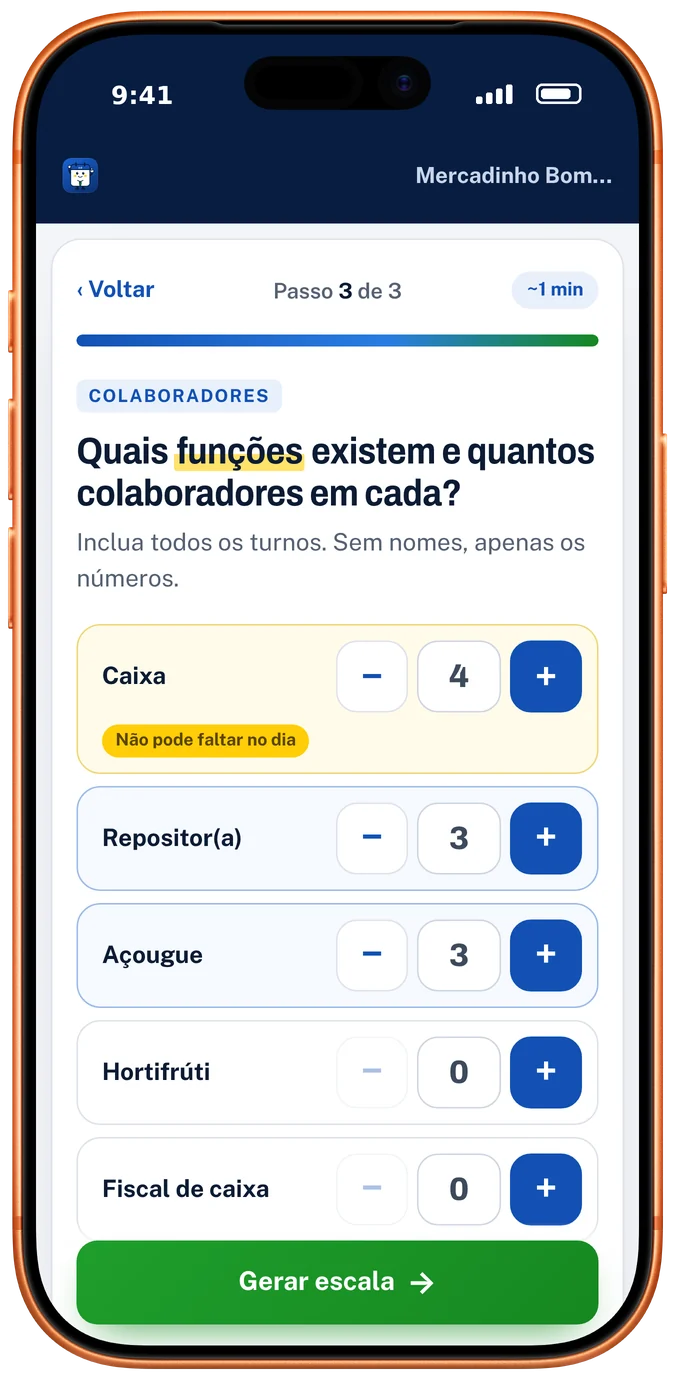 9:41
Mercadinho Bom...
‹ Voltar
Passo 3 de 3
~1 min
COLABORADORES
Quais funções existem e quantos
colaboradores em cada?
Inclua todos os turnos. Sem nomes, apenas os
números.
Caixa
− 4 +
Não pode faltar no dia
Repositor(a)
− 3 +
Açougue
− 3 +
Hortifrúti
− 0 +
Fiscal de caixa
− 0 +
Gerar escala →